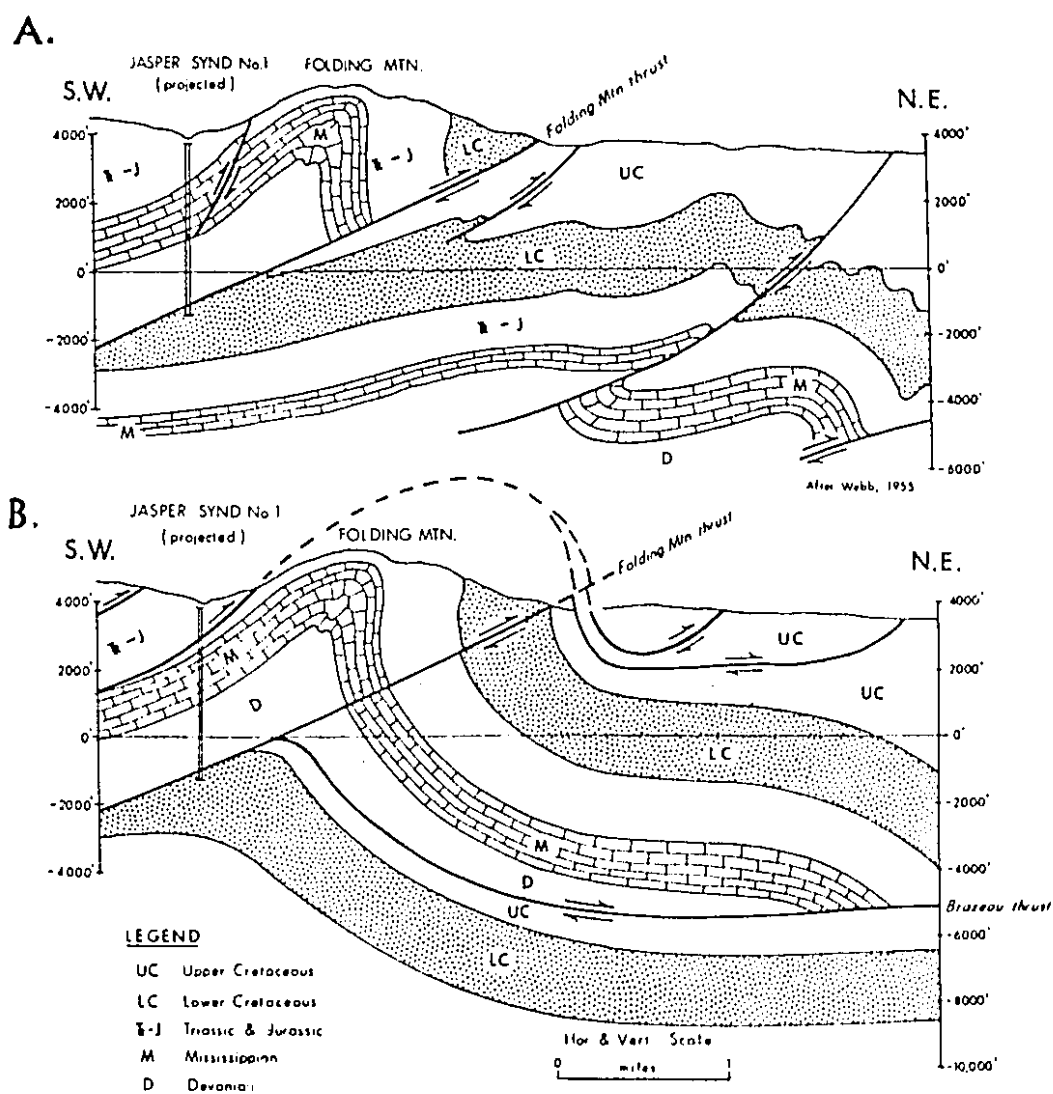 A.
JASPER SYND No.1
(projected)
FOLDING MTN.
Folding Mtn thrust
S.W.
N.E.
4000'
2000'
0'
-2000'
-4000'
4000'
2000'
0'
-2000'
-4000'
-6000'
Ŧ-J
M
Ŧ-J
LC
UC
LC
Ŧ-J
M
M
D
After Webb, 1955
B.
JASPER SYND No 1
(projected)
FOLDING MTN.
Folding Mtn thrust
S.W.
N.E.
4000'
2000'
0'
-2000'
-4000'
4000'
2000'
0'
-2000'
-4000'
-6000'
-8000'
-10,000'
Ŧ-J
M
D
UC
UC
LC
M
D
UC
LC
Brazeau thrust
LEGEND
UC Upper Cretaceous
LC Lower Cretaceous
Ŧ-J Triassic & Jurassic
M Mississippian
D Devonian
Hor & Vert Scale
0 1
miles